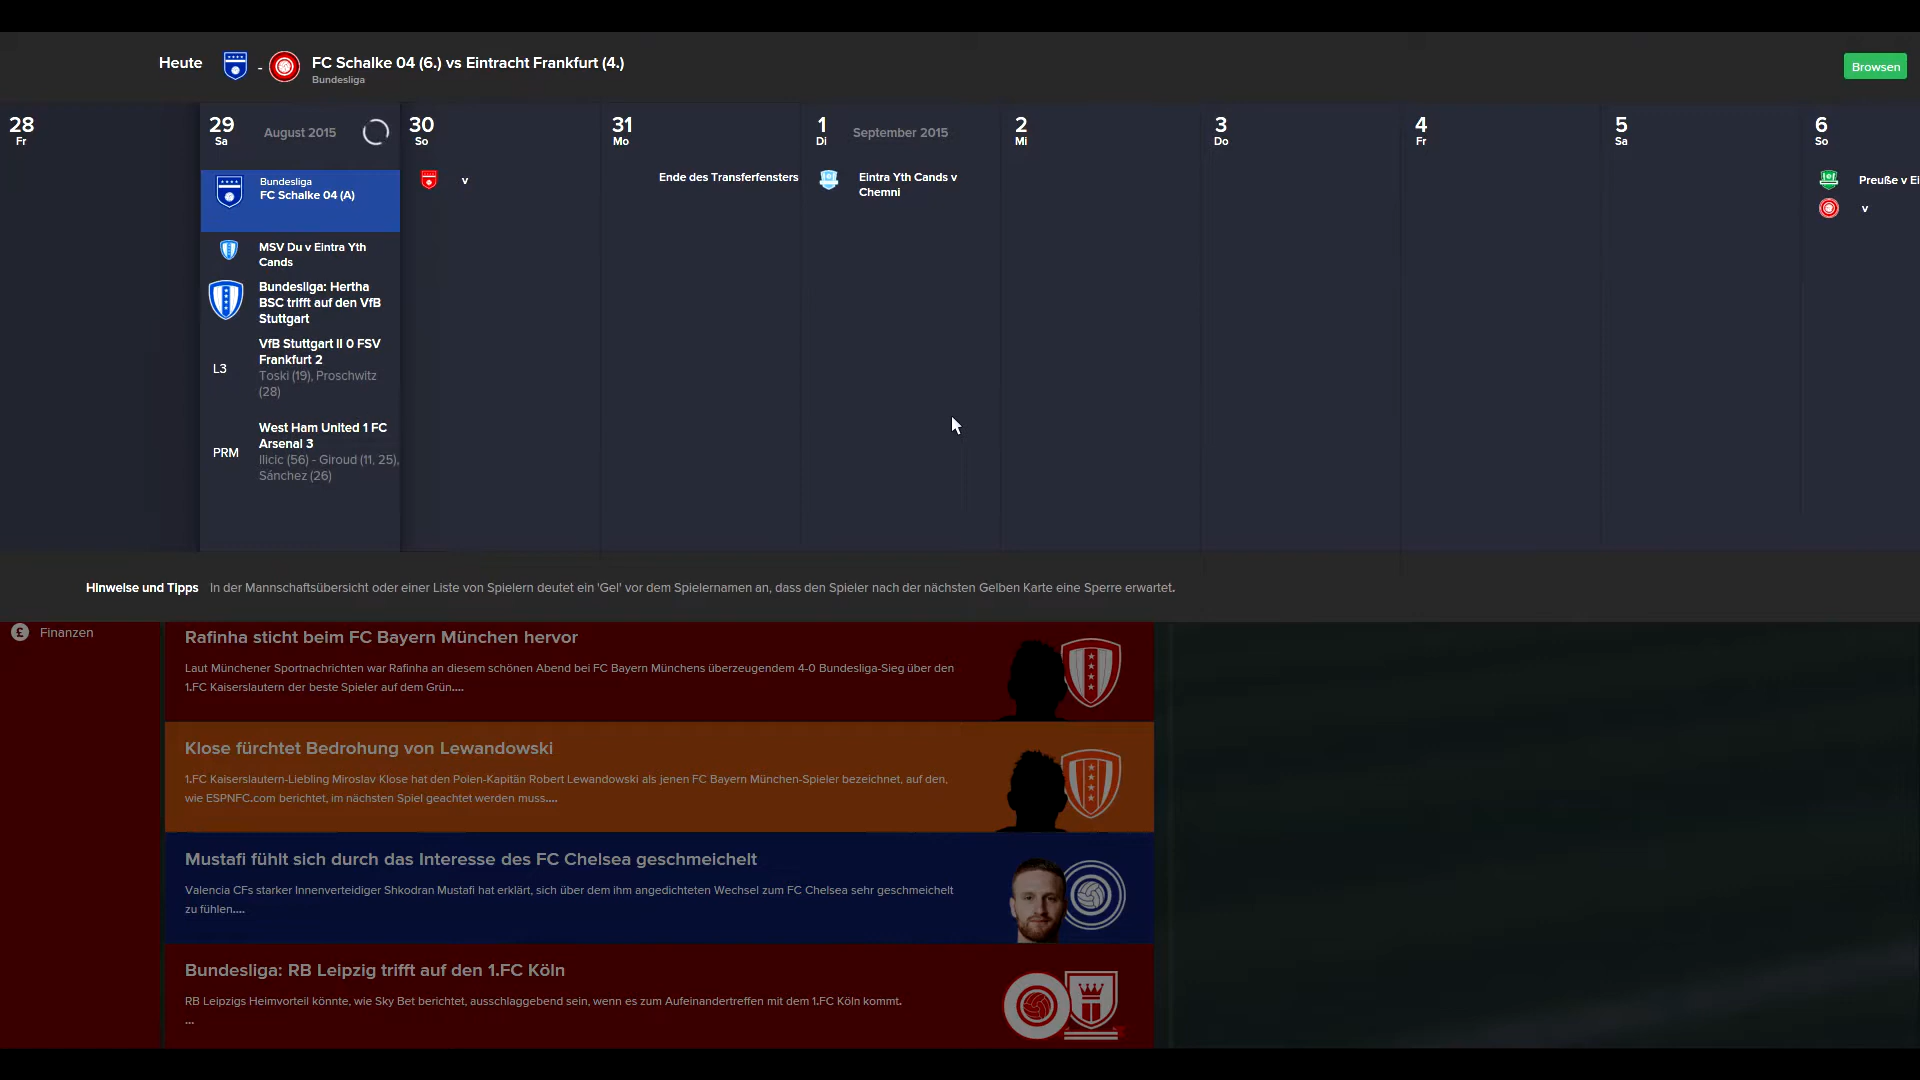 Heute
-
FC Schalke 04 (6.) vs Eintracht Frankfurt (4.)
Bundesliga
Browsen
28
Fr
29
Sa
August 2015
30
So
31
Mo
1
Di
September 2015
2
Mi
3
Do
4
Fr
5
Sa
6
So
Bundesliga
FC Schalke 04 (A)
MSV Du v Eintra Yth
Cands
Bundesliga: Hertha
BSC trifft auf den VfB
Stuttgart
L3
VfB Stuttgart II 0 FSV
Frankfurt 2
Toski (19), Proschwitz
(28)
PRM
West Ham United 1 FC
Arsenal 3
Ilicic (56) - Giroud (11, 25),
Sánchez (26)
v
Ende des Transferfensters
Eintra Yth Cands v
Chemni
Preuße v Ei
v
Hinweise und Tipps
In der Mannschaftsübersicht oder einer Liste von Spielern deutet ein 'Gel' vor dem Spielernamen an, dass den Spieler nach der nächsten Gelben Karte eine Sperre erwartet.
£ Finanzen
Rafinha sticht beim FC Bayern München hervor
Laut Münchener Sportnachrichten war Rafinha an diesem schönen Abend bei FC Bayern Münchens überzeugendem 4-0 Bundesliga-Sieg über den
1.FC Kaiserslautern der beste Spieler auf dem Grün....
Klose fürchtet Bedrohung von Lewandowski
1.FC Kaiserslautern-Liebling Miroslav Klose hat den Polen-Kapitän Robert Lewandowski als jenen FC Bayern München-Spieler bezeichnet, auf den,
wie ESPNFC.com berichtet, im nächsten Spiel geachtet werden muss....
Mustafi fühlt sich durch das Interesse des FC Chelsea geschmeichelt
Valencia CFs starker Innenverteidiger Shkodran Mustafi hat erklärt, sich über dem ihm angedichteten Wechsel zum FC Chelsea sehr geschmeichelt
zu fühlen....
Bundesliga: RB Leipzig trifft auf den 1.FC Köln
RB Leipzigs Heimvorteil könnte, wie Sky Bet berichtet, ausschlaggebend sein, wenn es zum Aufeinandertreffen mit dem 1.FC Köln kommt.
...